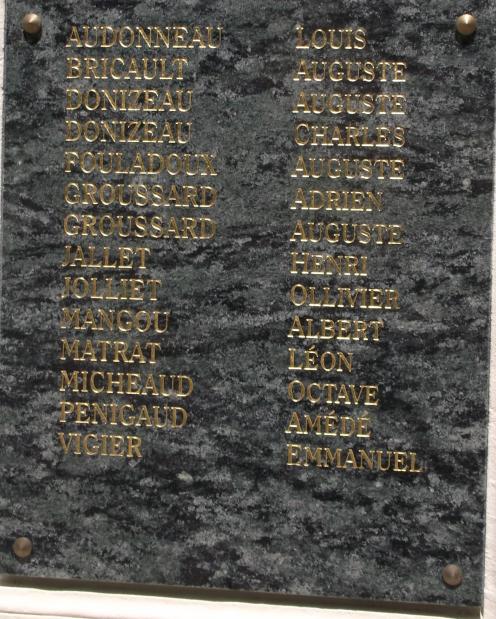 AUDONNEAU LOUIS
BRICAULT AUGUSTE
DONIZEAU AUGUSTE
DONIZEAU CHARLES
FOULADOUX AUGUSTE
GROUSSARD ADRIEN
GROUSSARD AUGUSTE
JALLET HENRI
JOLLIET OLLIVIER
MANGOU ALBERT
MATRAT LÉON
MICHEAUD OCTAVE
PENIGAUD AMÉDÉ
VIGIER EMMANUEL